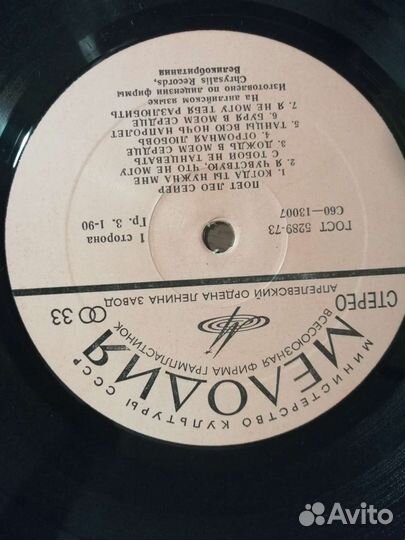 МИНИСТЕРСТВО КУЛЬТУРЫ СССР
МЕЛОДИЯ
ВСЕСОЮЗНАЯ ФИРМА ГРАМПЛАСТИНОК
СТЕРЕО
33
АПРЕЛЕВСКИЙ ОРДЕНА ЛЕНИНА ЗАВОД
ГОСТ 5289-73
С60—13007
1 сторона
Гр. 3. 1-90
ПОЕТ ЛЕО СЕЙЕР
1. КОГДА ТЫ НУЖНА МНЕ
2. Я ЧУВСТВУЮ, ЧТО НЕ МОГУ
С ТОБОЙ НЕ ТАНЦЕВАТЬ
3. ДОЖДЬ В МОЕМ СЕРДЦЕ
4. ОГРОМНАЯ ЛЮБОВЬ
5. ТАНЦЫ ВСЮ НОЧЬ НАПРОЛЕТ
6. БУРЯ В МОЕМ СЕРДЦЕ
7. Я НЕ МОГУ ТЕБЯ РАЗЛЮБИТЬ
На английском языке
Изготовлено по лицензии фирмы
Chrysalis Records,
Великобритания
Avito